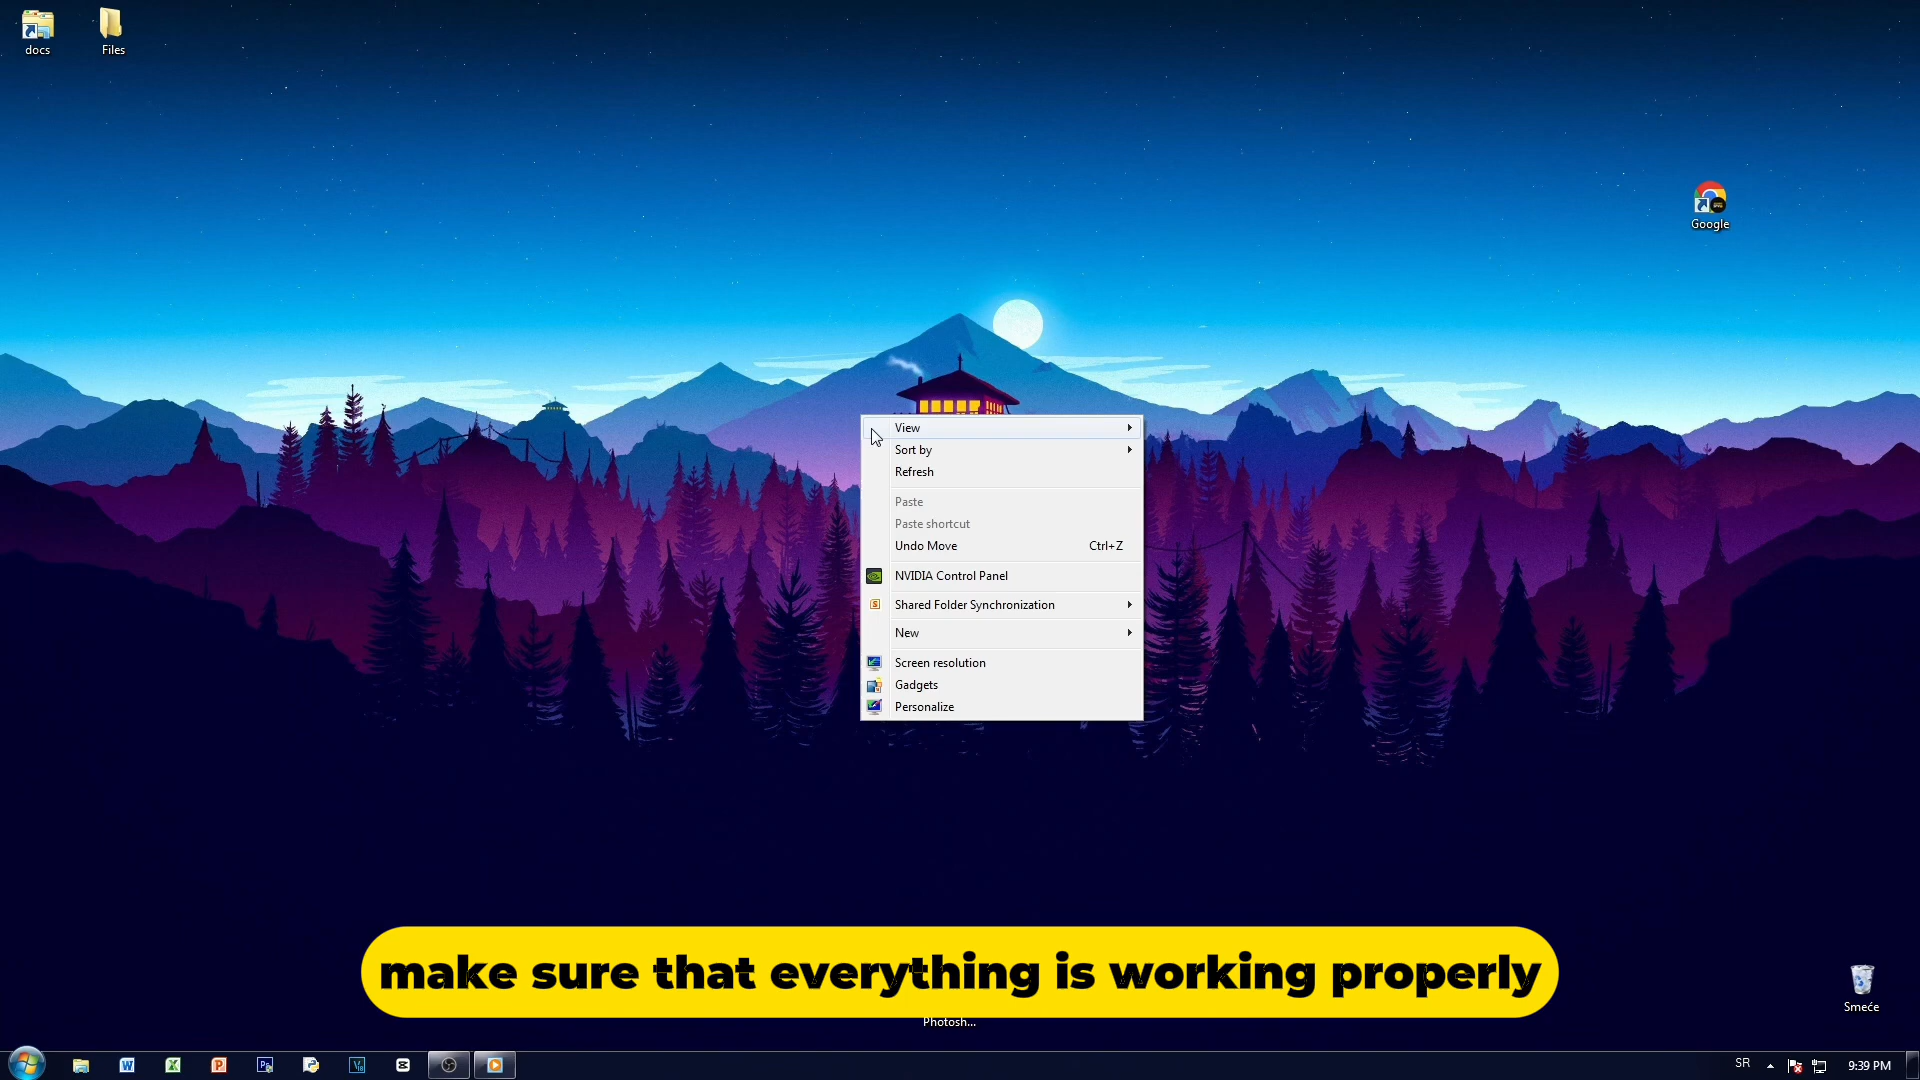 docs
Files
Google
View
Sort by
Refresh
Paste
Paste shortcut
Undo Move Ctrl+Z
NVIDIA Control Panel
Shared Folder Synchronization
New
Screen resolution
Gadgets
Personalize
make sure that everything is working properly
Photosh...
Smeće
SR
9:39 PM